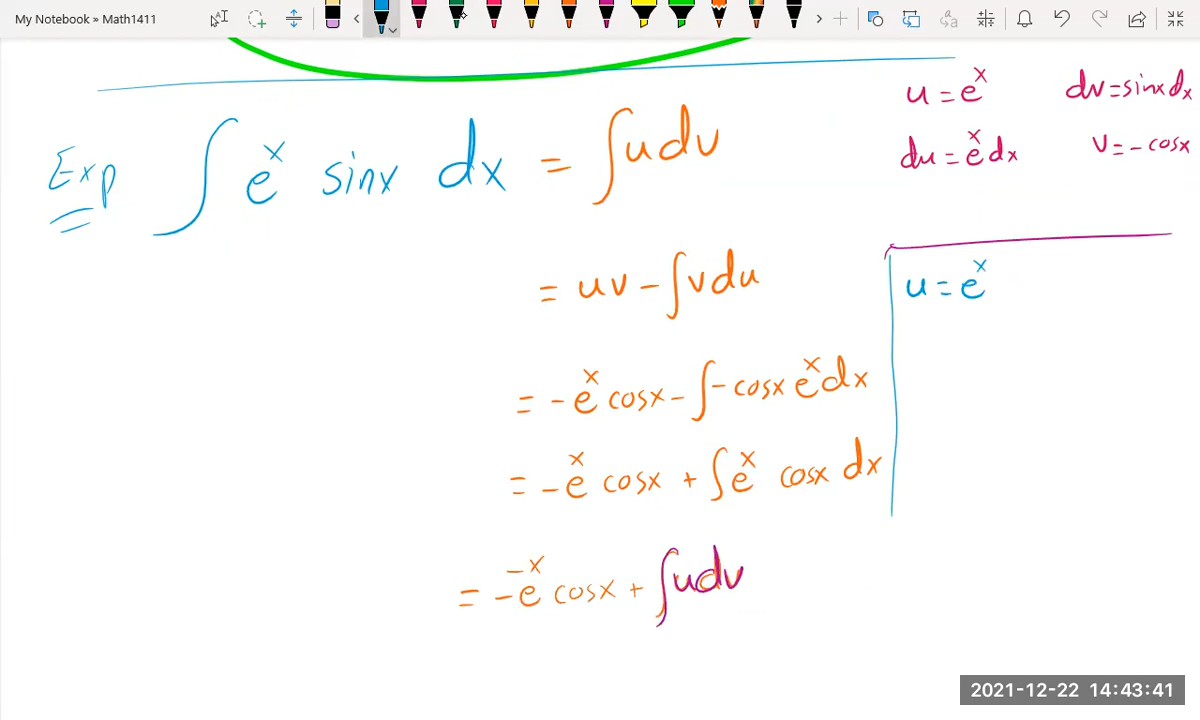 My Notebook » Math1411
u = e^x dv = sinx dx
du = e^x dx v = - cosx
Exp ∫ e^x sinx dx = ∫ u dv
= uv - ∫ v du
u = e^x
= - e^x cosx - ∫ - cosx e^x dx
= - e^x cosx + ∫ e^x cosx dx
= - e^-x cosx + ∫ u dv
2021-12-22 14:43:41